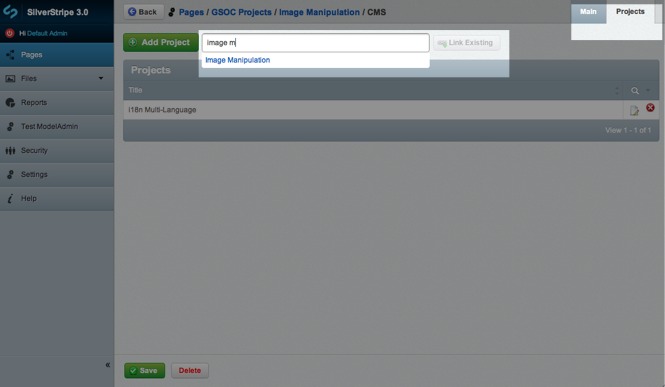 SilverStripe 3.0
Hi Default Admin
Pages
Files
Reports
Test ModelAdmin
Security
Settings
Help
«
Back
Pages / GSOC Projects / Image Manipulation / CMS
Main
Projects
Add Project
image m
Link Existing
Image Manipulation
Projects
Title
i18n Multi-Language
View 1 - 1 of 1
Save
Delete